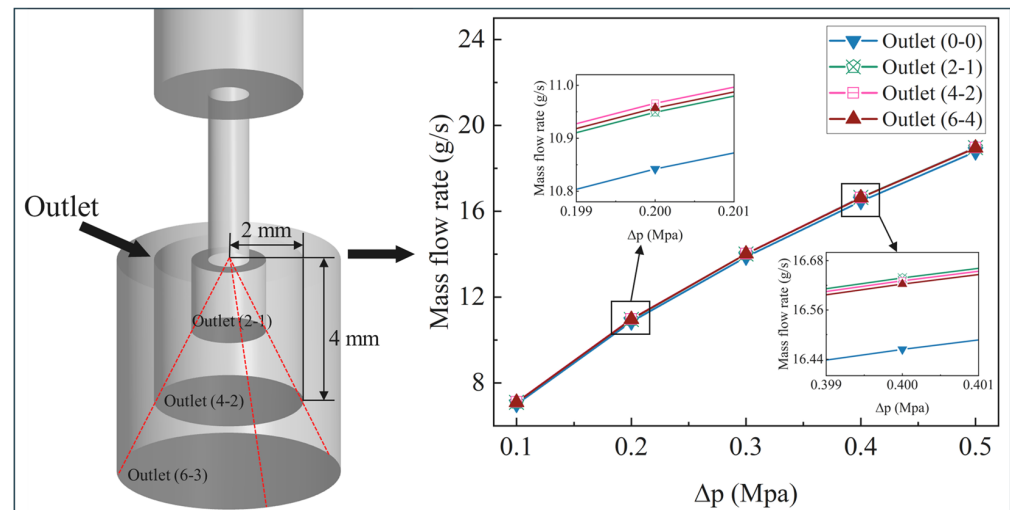 Outlet
2 mm
Outlet (2-1)
4 mm
Outlet (4-2)
Outlet (6-3)
Mass flow rate (g/s)
24
20
16
12
8
0.1
0.2
0.3
0.4
0.5
Δp (Mpa)
Outlet (0-0)
Outlet (2-1)
Outlet (4-2)
Outlet (6-4)
Mass flow rate (g/s)
11.0
10.9
10.8
0.199
0.200
0.201
Δp (Mpa)
Mass flow rate (g/s)
16.68
16.56
16.44
0.399
0.400
0.401
Δp (Mpa)